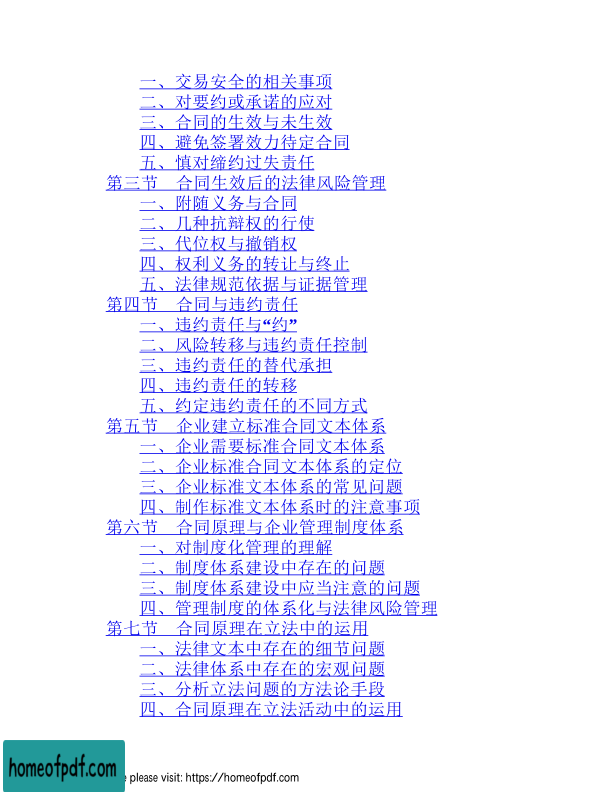 一、交易安全的相关事项
二、对要约或承诺的应对
三、合同的生效与未生效
四、避免签署效力待定合同
五、慎对缔约过失责任
第三节 合同生效后的法律风险管理
一、附随义务与合同
二、几种抗辩权的行使
三、代位权与撤销权
四、权利义务的转让与终止
五、法律规范依据与证据管理
第四节 合同与违约责任
一、违约责任与“约”
二、风险转移与违约责任控制
三、违约责任的替代承担
四、违约责任的转移
五、约定违约责任的不同方式
第五节 企业建立标准合同文本体系
一、企业需要标准合同文本体系
二、企业标准合同文本体系的定位
三、企业标准文本体系的常见问题
四、制作标准文本体系时的注意事项
第六节 合同原理与企业管理制度体系
一、对制度化管理的理解
二、制度体系建设中存在的问题
三、制度体系建设中应当注意的问题
四、管理制度的体系化与法律风险管理
第七节 合同原理在立法中的运用
一、法律文本中存在的细节问题
二、法律体系中存在的宏观问题
三、分析立法问题的方法论手段
四、合同原理在立法活动中的运用
homeofpdf.com
e please visit: https://homeofpdf.com